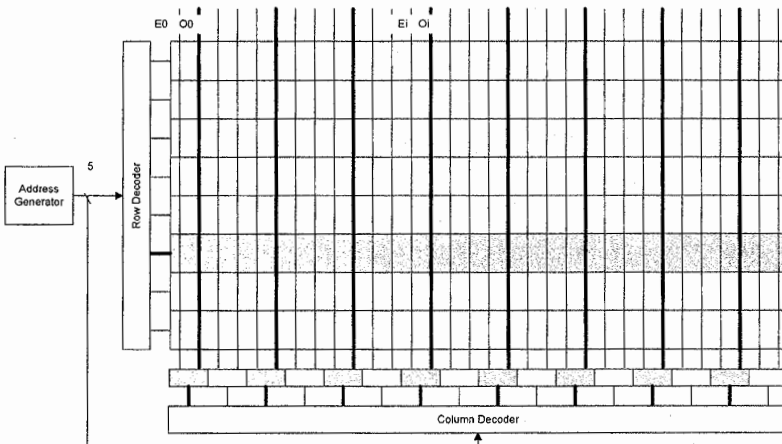 E0 O0 Ei Oi
5
Row Decoder
Address
Generator
Column Decoder